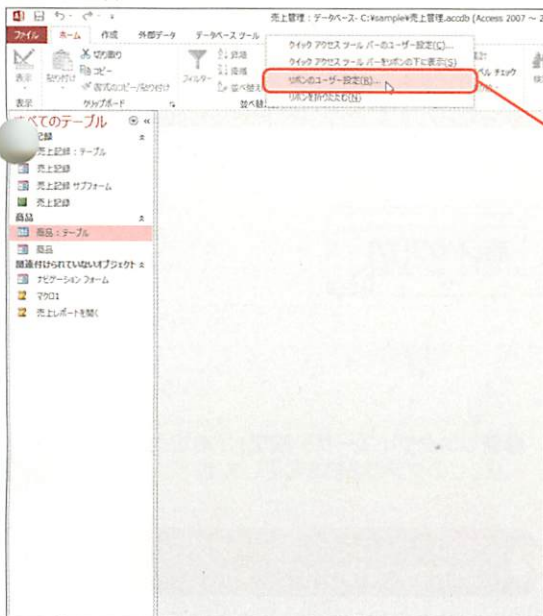 売上管理 : データベース- C:¥sample¥売上管理.accdb (Access 2007 ～ 2
ファイル ホーム 作成 外部データ データベース ツール
クイック アクセス ツール バーのユーザー設定(C)...
クイック アクセス ツール バーをリボンの下に表示(S)
リボンのユーザー設定(R)...
リボンを折りたたむ(N)
表示 貼り付け 切り取り コピー 書式のコピー/貼り付け
フィルター 昇順 降順
表示 クリップボード
すべてのテーブル
売上記録 : テーブル
売上記録
売上記録 サブフォーム
売上記録
商品
商品 : テーブル
商品
関連付けられていないオブジェクト
ナビゲーション フォーム
マクロ1
売上レポートを開く